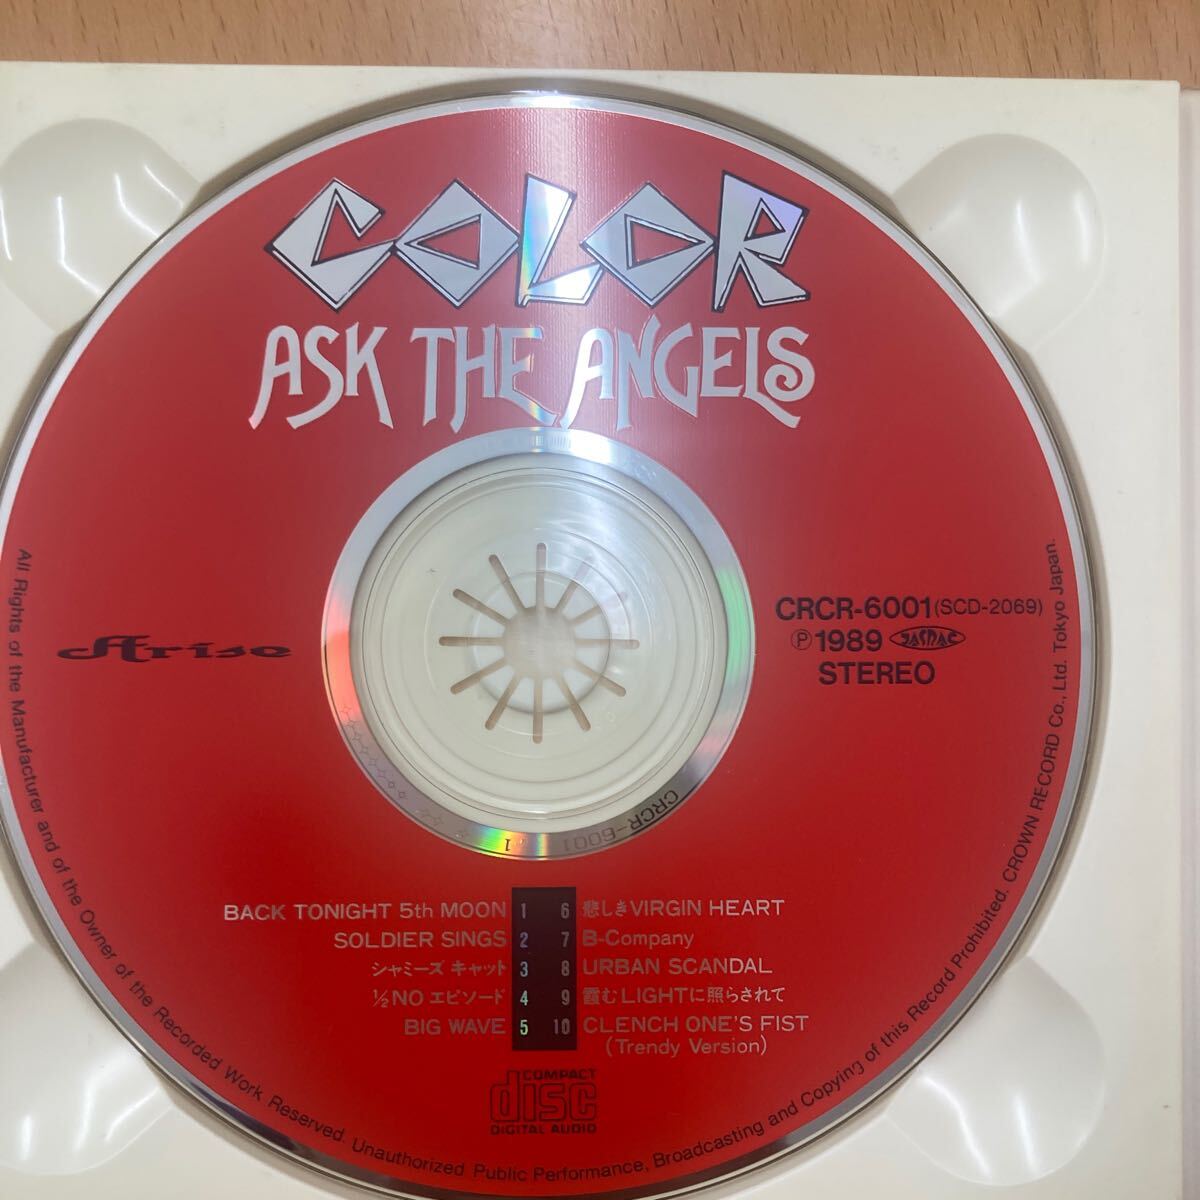 COLOR
ASK THE ANGELS
Arise
CRCR-6001(SCD-2069)
Ⓟ1989 JASRAC
STEREO
CRCR-6001 1
BACK TONIGHT 5th MOON 1
SOLDIER SINGS 2
シャミーズ キャット 3
½NO エピソード 4
BIG WAVE 5
6 悲しきVIRGIN HEART
7 B-Company
8 URBAN SCANDAL
9 霞むLIGHTに照らされて
10 CLENCH ONE'S FIST
(Trendy Version)
COMPACT
disc
DIGITAL AUDIO
All Rights of the Manufacturer and of the Owner of the Recorded Work Reserved. Unauthorized Public Performance, Broadcasting and Copying of this Record Prohibited. CROWN RECORD Co., Ltd. Tokyo Japan.